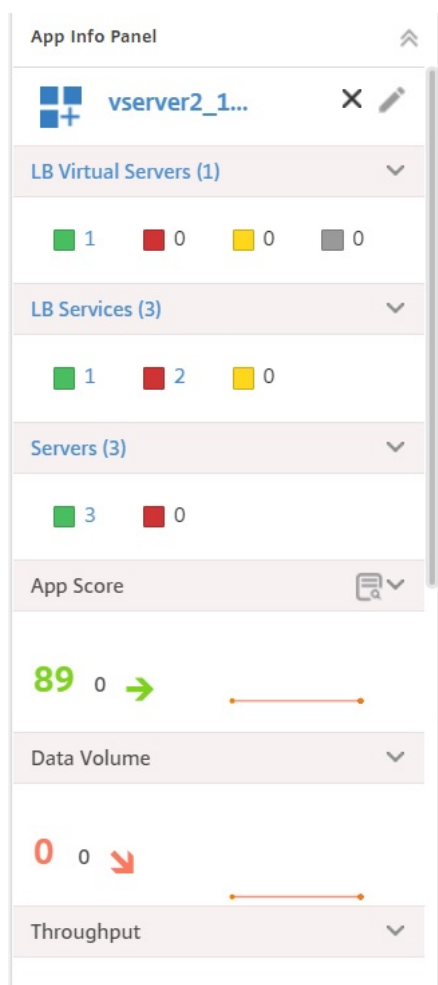 App Info Panel
vserver2_1...
LB Virtual Servers (1)
1 0 0 0
LB Services (3)
1 2 0
Servers (3)
3 0
App Score
89 0
Data Volume
0 0
Throughput